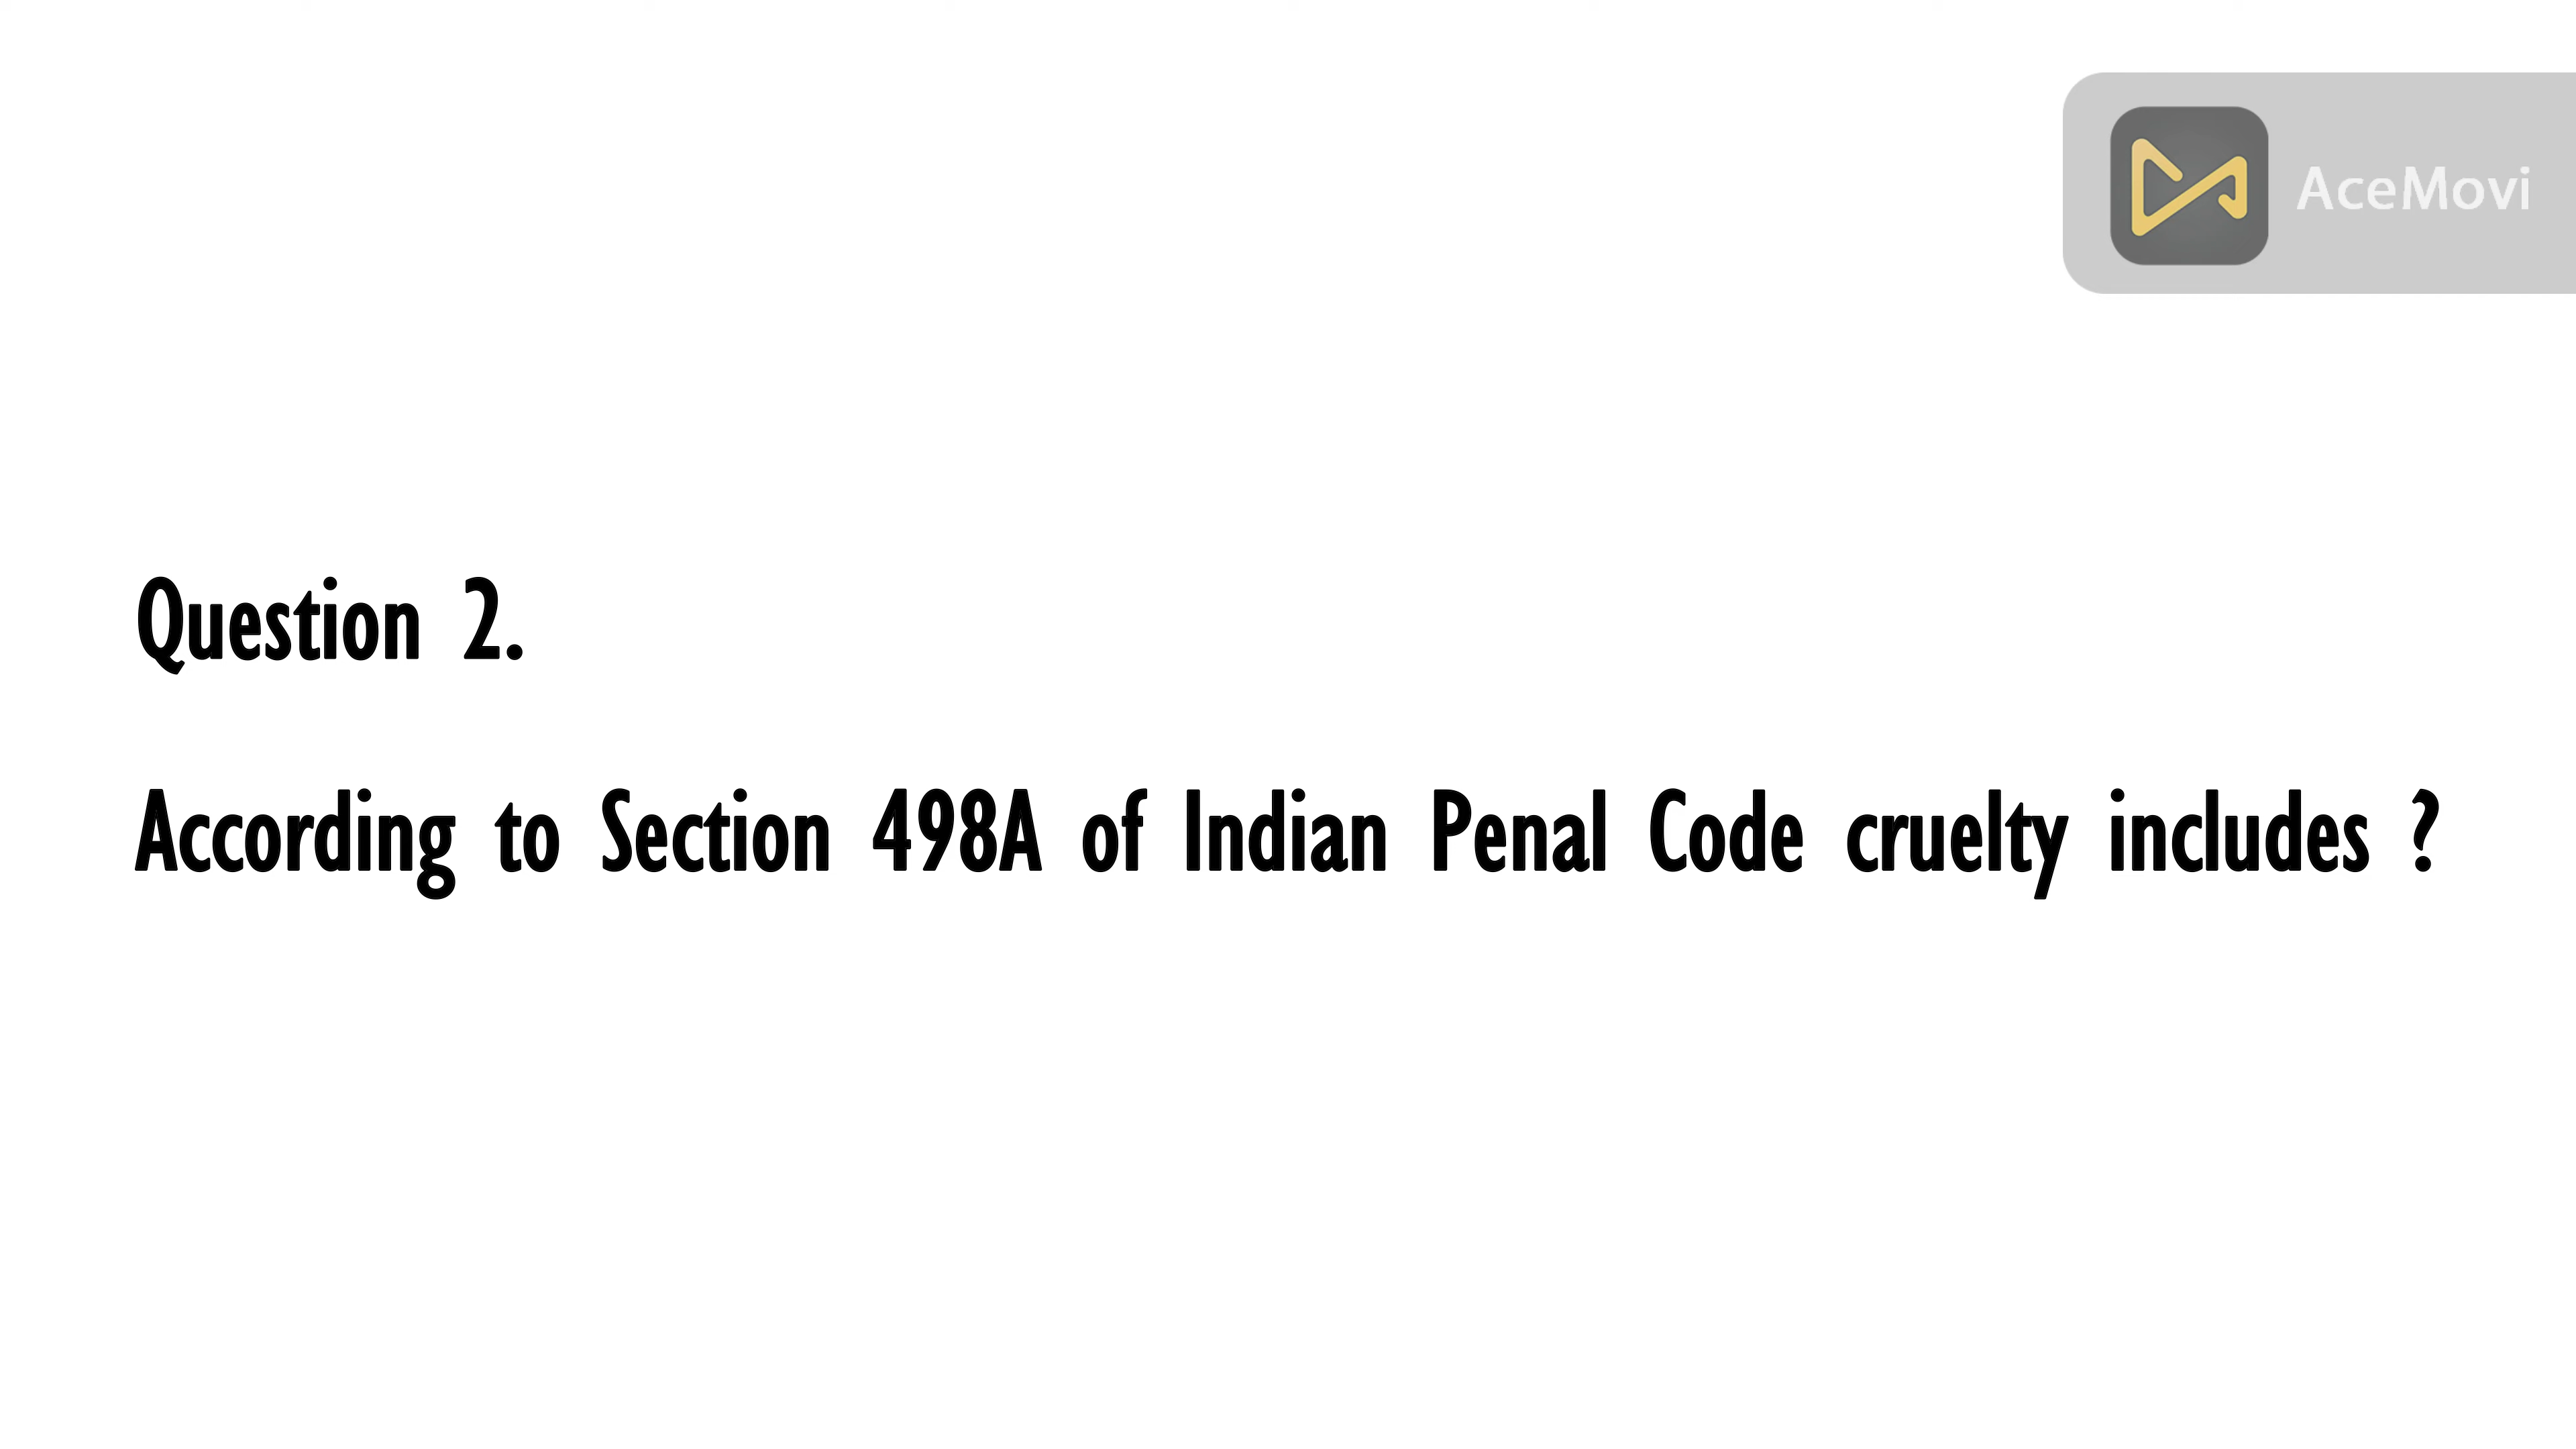 AceMovi
Question 2.
According to Section 498A of Indian Penal Code cruelty includes ?